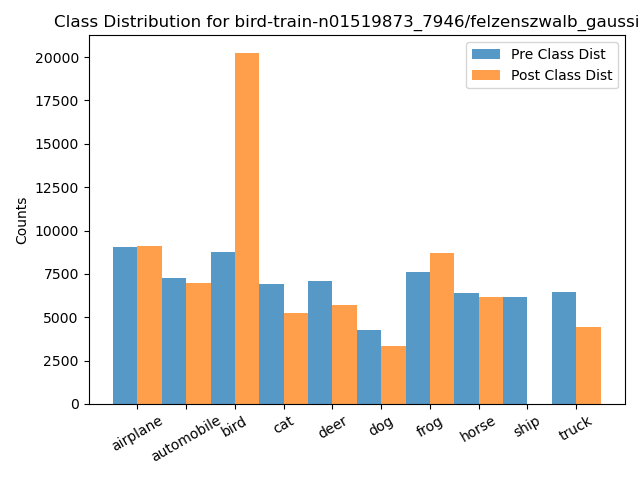 Class Distribution for bird-train-n01519873_7946/felzenszwalb_gaussi
Pre Class Dist
Post Class Dist
Counts
20000
17500
15000
12500
10000
7500
5000
2500
0
airplane
automobile
bird
cat
deer
dog
frog
horse
ship
truck